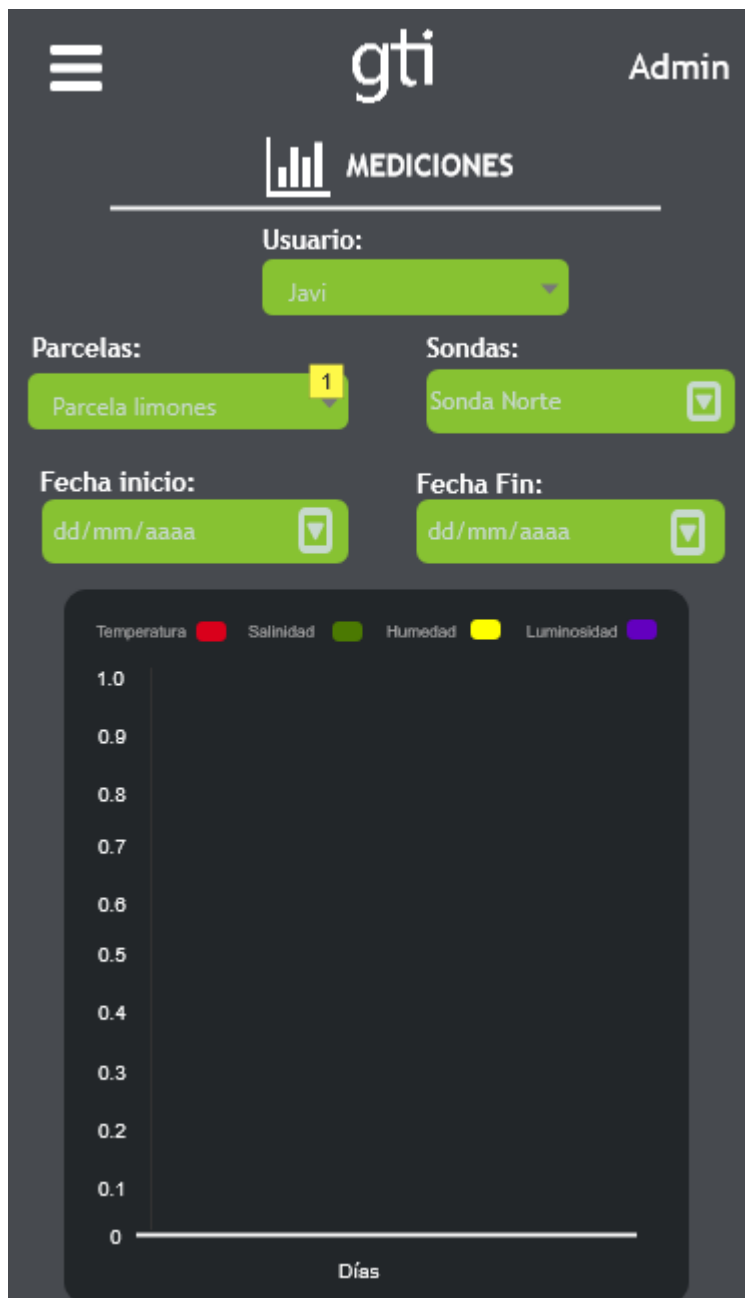 gti
Admin
MEDICIONES
Usuario:
Javi
Parcelas:
Sondas:
1
Parcela limones
Sonda Norte
Fecha inicio:
Fecha Fin:
dd/mm/aaaa
dd/mm/aaaa
Temperatura Salinidad Humedad Luminosidad
1.0
0.9
0.8
0.7
0.6
0.5
0.4
0.3
0.2
0.1
0
Días